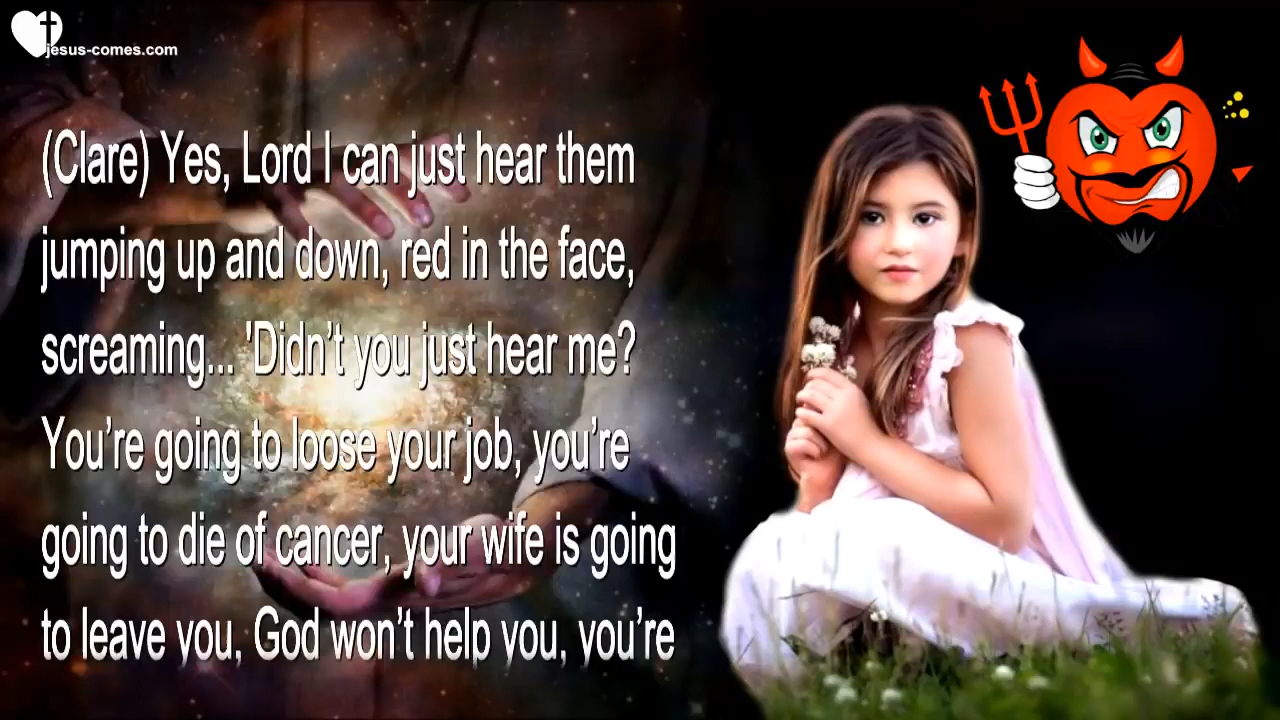 jesus-comes.com
(Clare) Yes, Lord I can just hear them
jumping up and down, red in the face,
screaming... 'Didn't you just hear me?
You’re going to loose your job, you’re
going to die of cancer, your wife is going
to leave you, God won’t help you, you’re